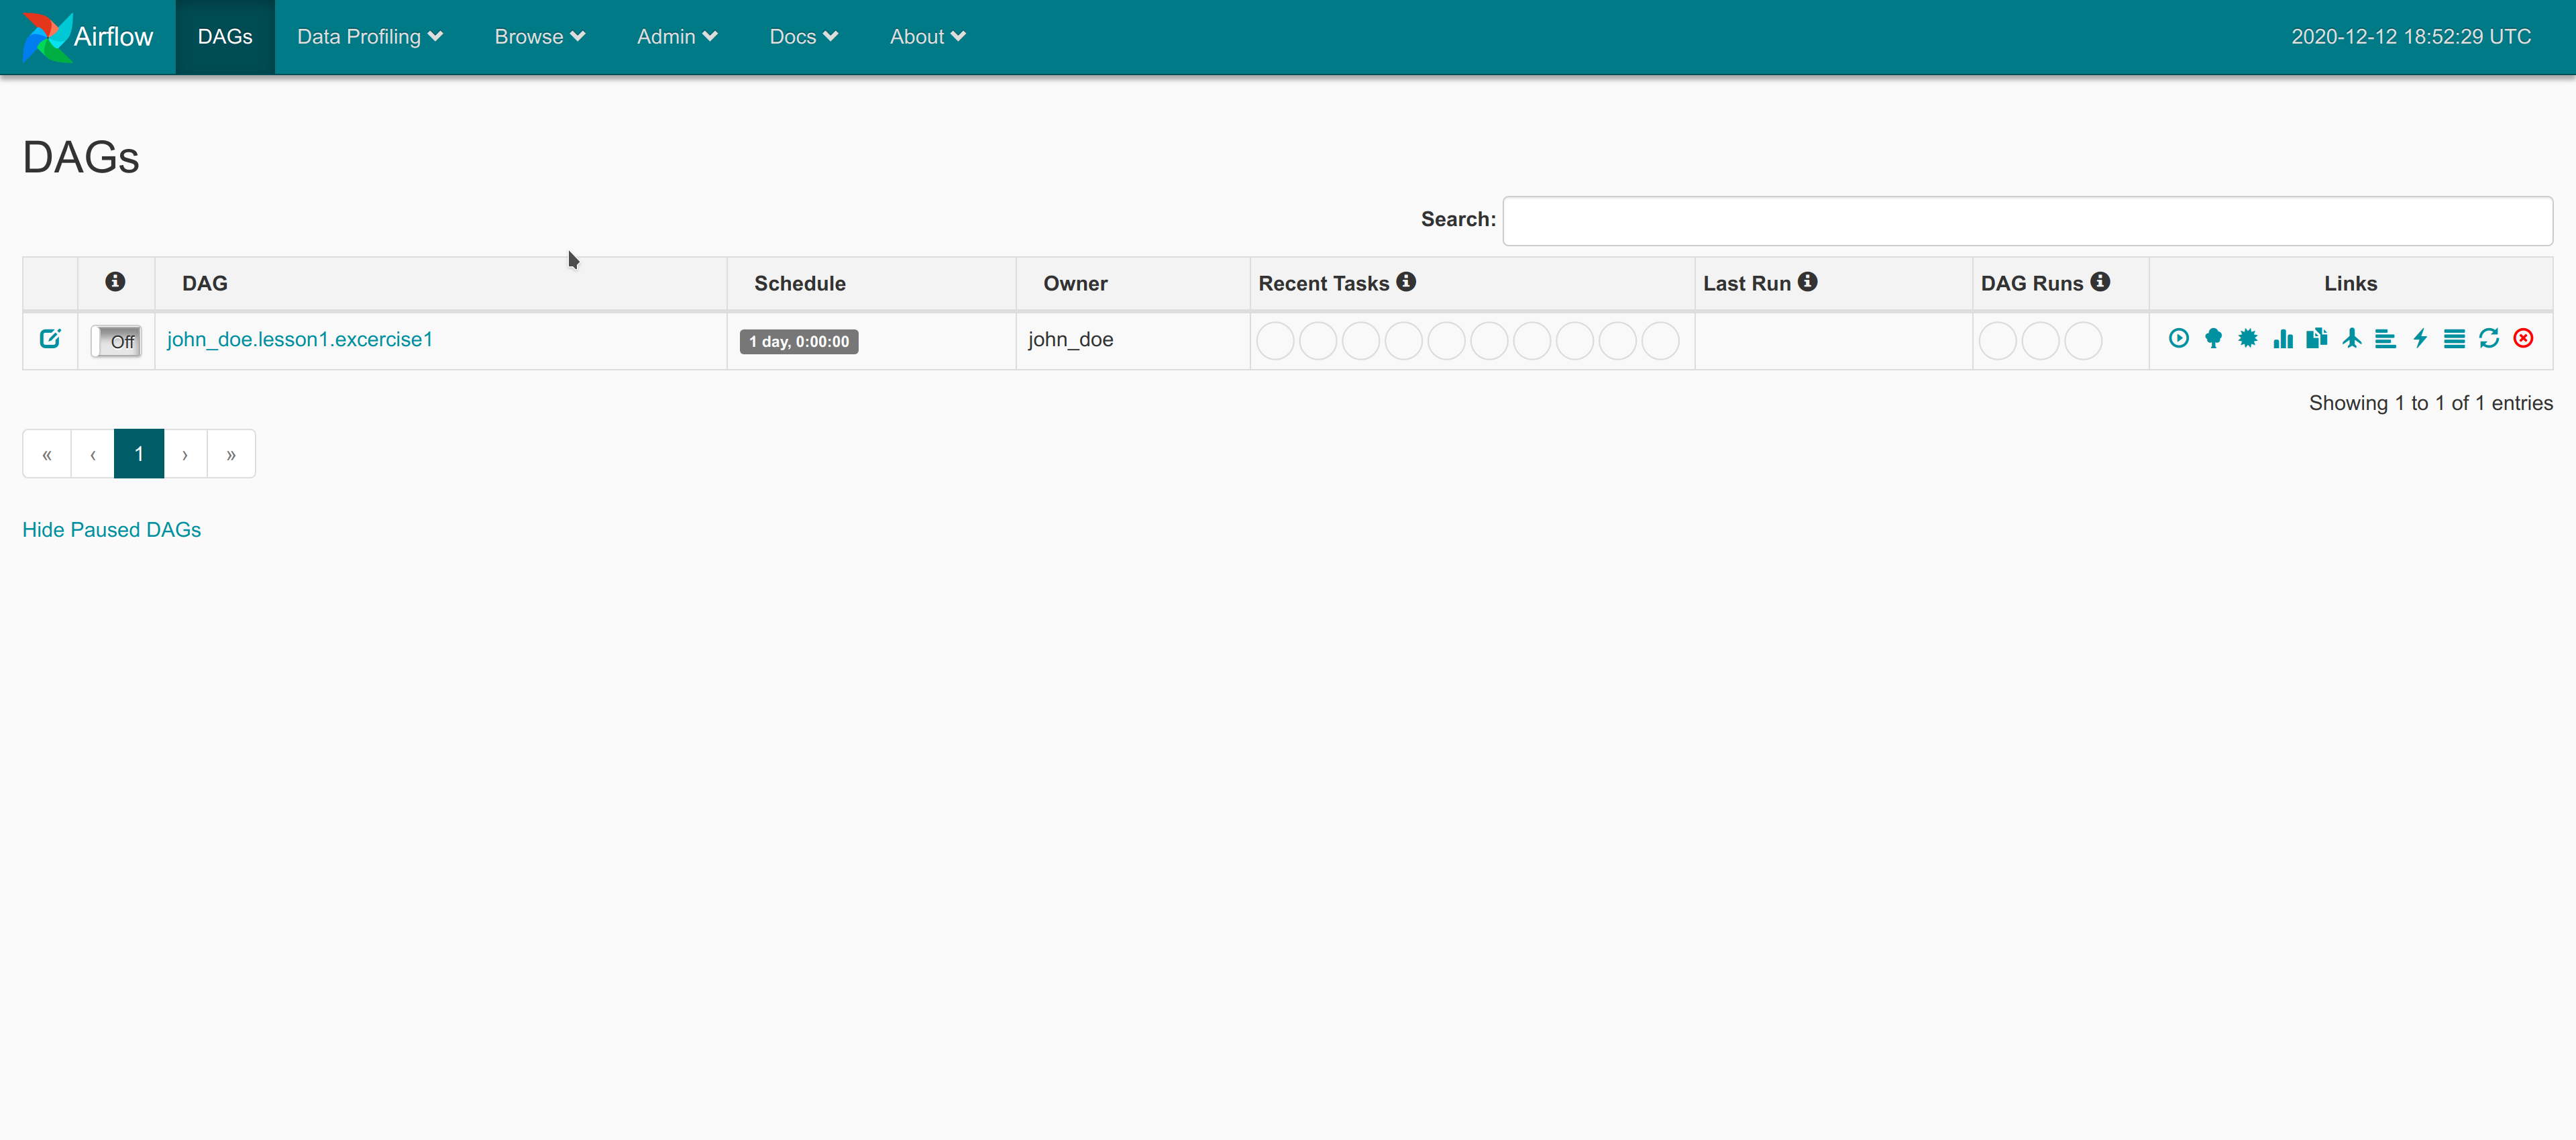 Airflow DAGs Data Profiling Browse Admin Docs About 2020-12-12 18:52:29 UTC
DAGs
Search:
DAG Schedule Owner Recent Tasks Last Run DAG Runs Links
Off john_doe.lesson1.excercise1 1 day, 0:00:00 john_doe
Showing 1 to 1 of 1 entries
« ‹ 1 › »
Hide Paused DAGs